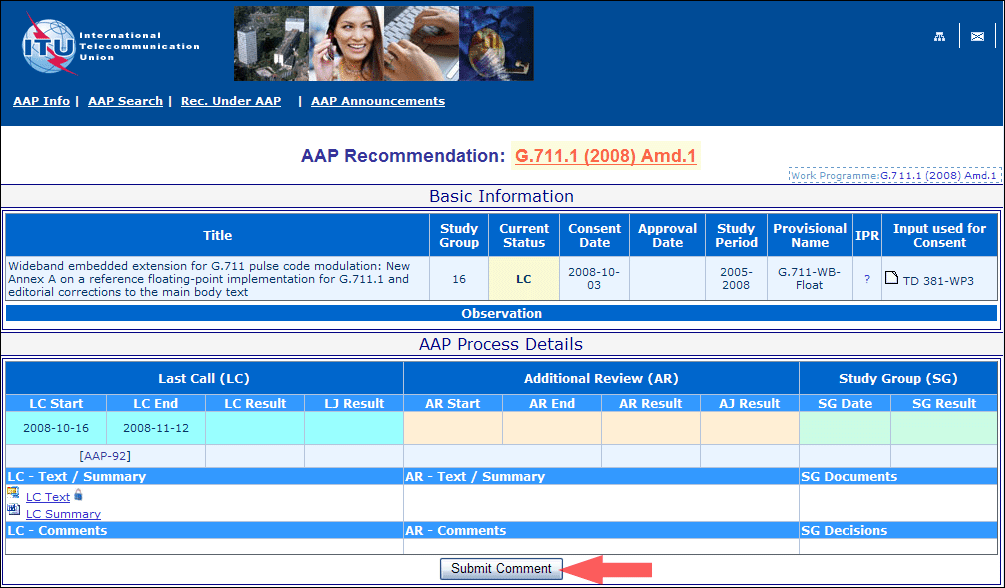 ITU
International
Telecommunication
Union
AAP Info | AAP Search | Rec. Under AAP | AAP Announcements
AAP Recommendation: G.711.1 (2008) Amd.1
Work Programme:G.711.1 (2008) Amd.1
Basic Information
Title
Study Group
Current Status
Consent Date
Approval Date
Study Period
Provisional Name
IPR
Input used for Consent
Wideband embedded extension for G.711 pulse code modulation: New
Annex A on a reference floating-point implementation for G.711.1 and
editorial corrections to the main body text
16
LC
2008-10-
03
2005-
2008
G.711-WB-
Float
?
TD 381-WP3
Observation
AAP Process Details
Last Call (LC) Additional Review (AR) Study Group (SG)
LC Start LC End LC Result LJ Result AR Start AR End AR Result AJ Result SG Date SG Result
2008-10-16 2008-11-12
[AAP-92]
LC - Text / Summary AR - Text / Summary SG Documents
LC Text
LC Summary
LC - Comments AR - Comments SG Decisions
Submit Comment